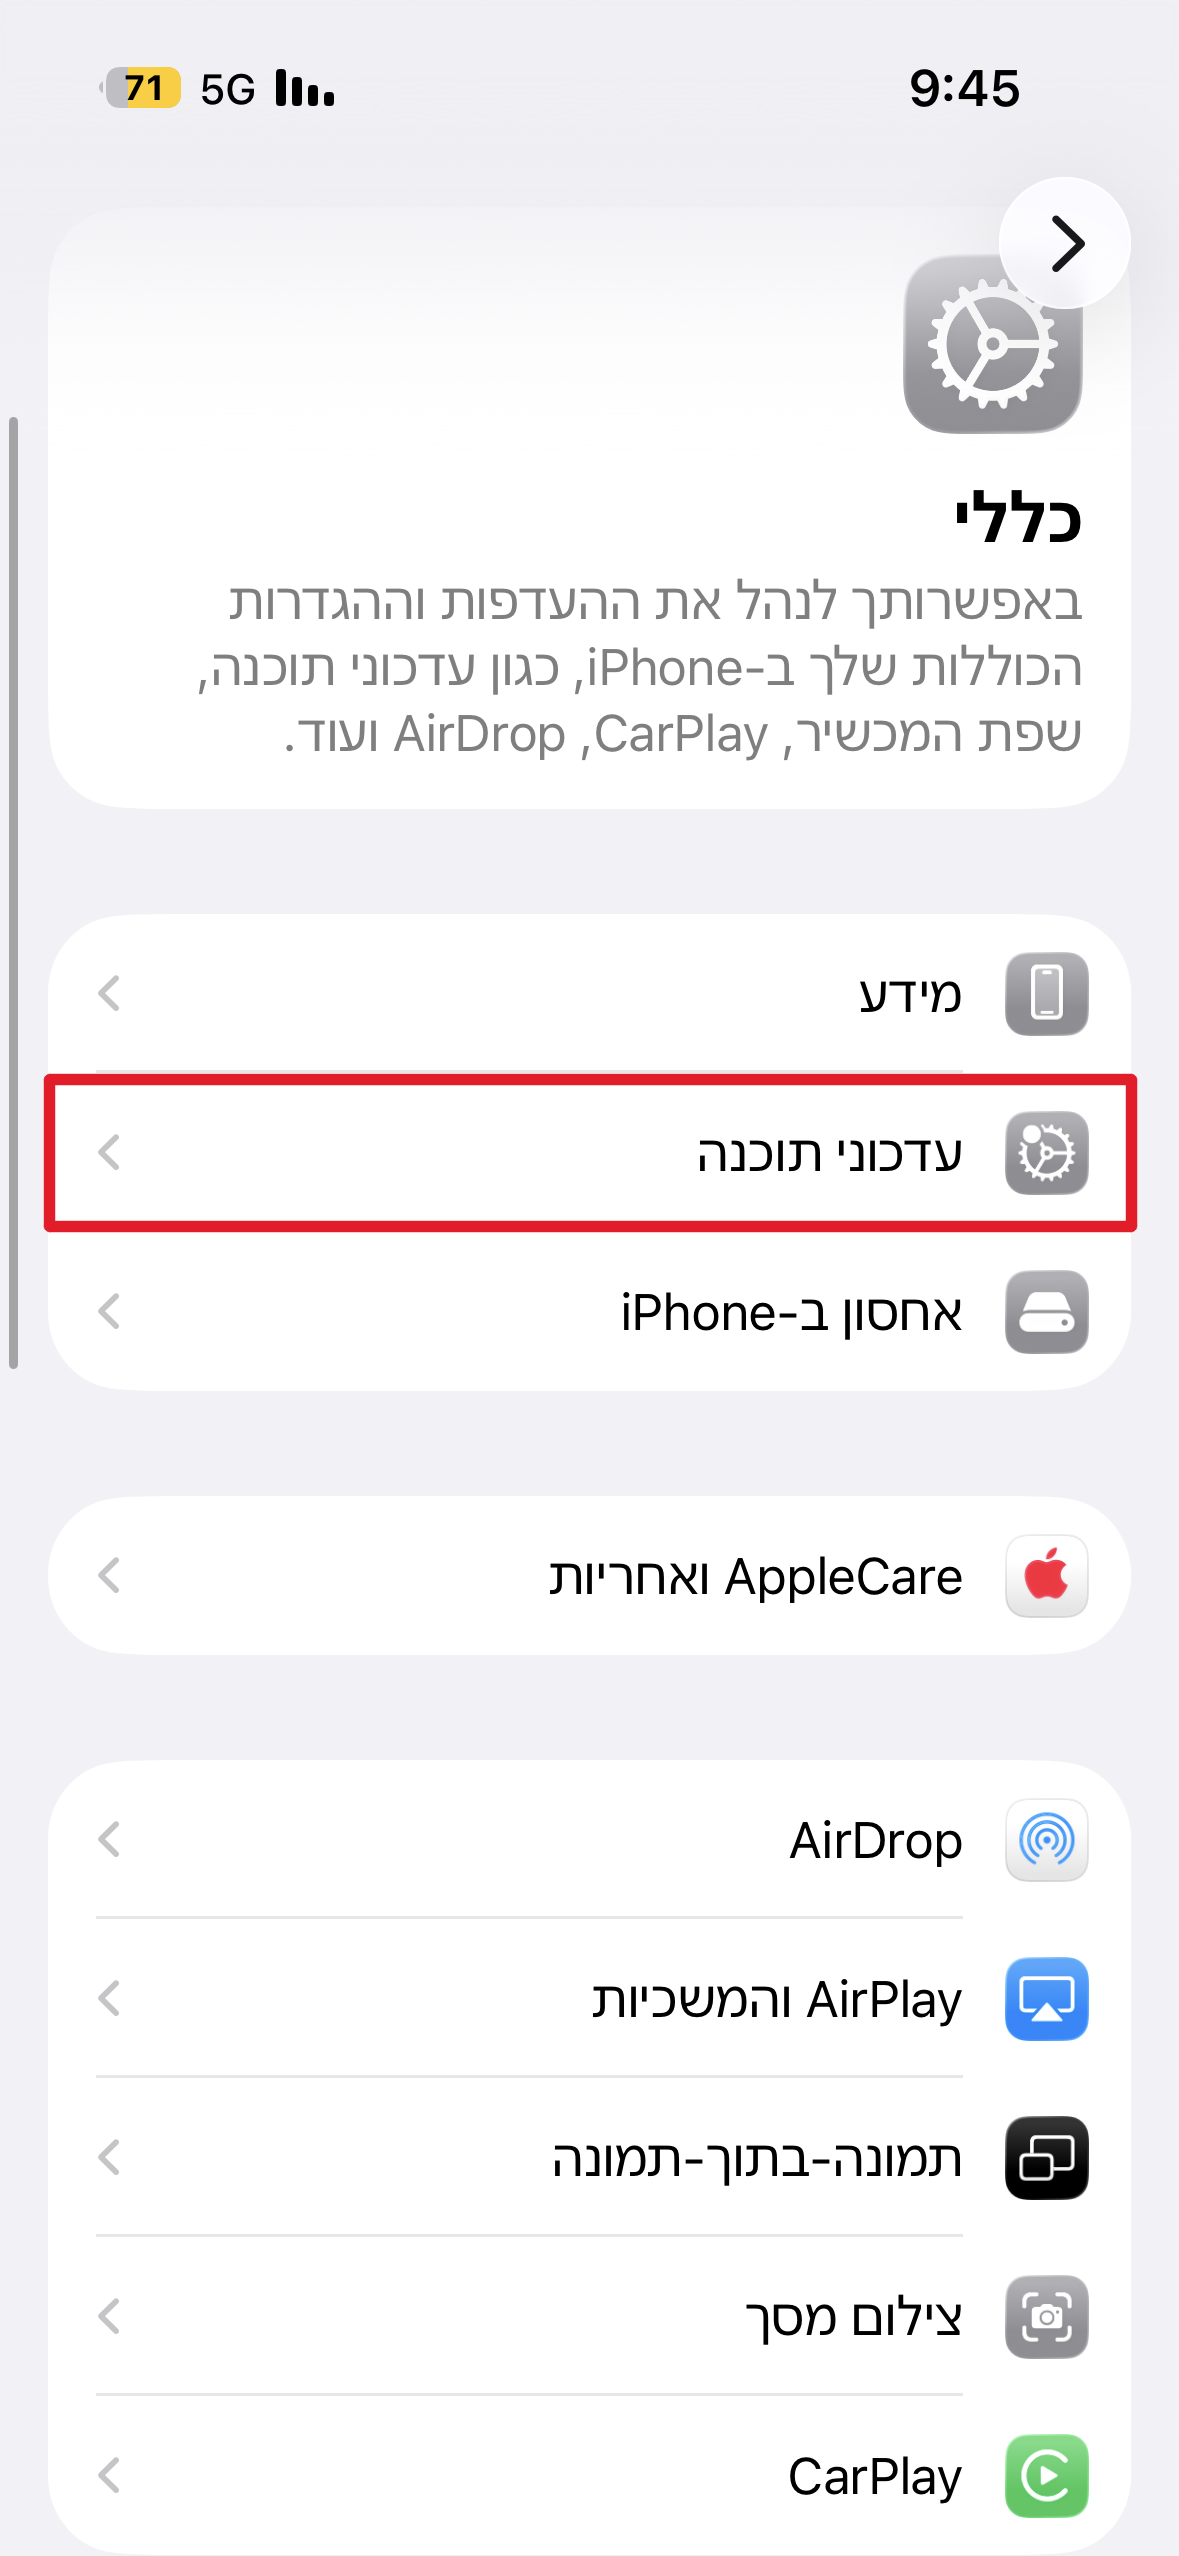 9:45
5G 71
כללי
באפשרותך לנהל את ההעדפות וההגדרות
הכוללות שלך ב-iPhone, כגון עדכוני תוכנה,
שפת המכשיר, CarPlay, AirDrop ועוד.
מידע
עדכוני תוכנה
אחסון ב-iPhone
AppleCare ואחריות
AirDrop
AirPlay והמשכיות
תמונה-בתוך-תמונה
צילום מסך
CarPlay